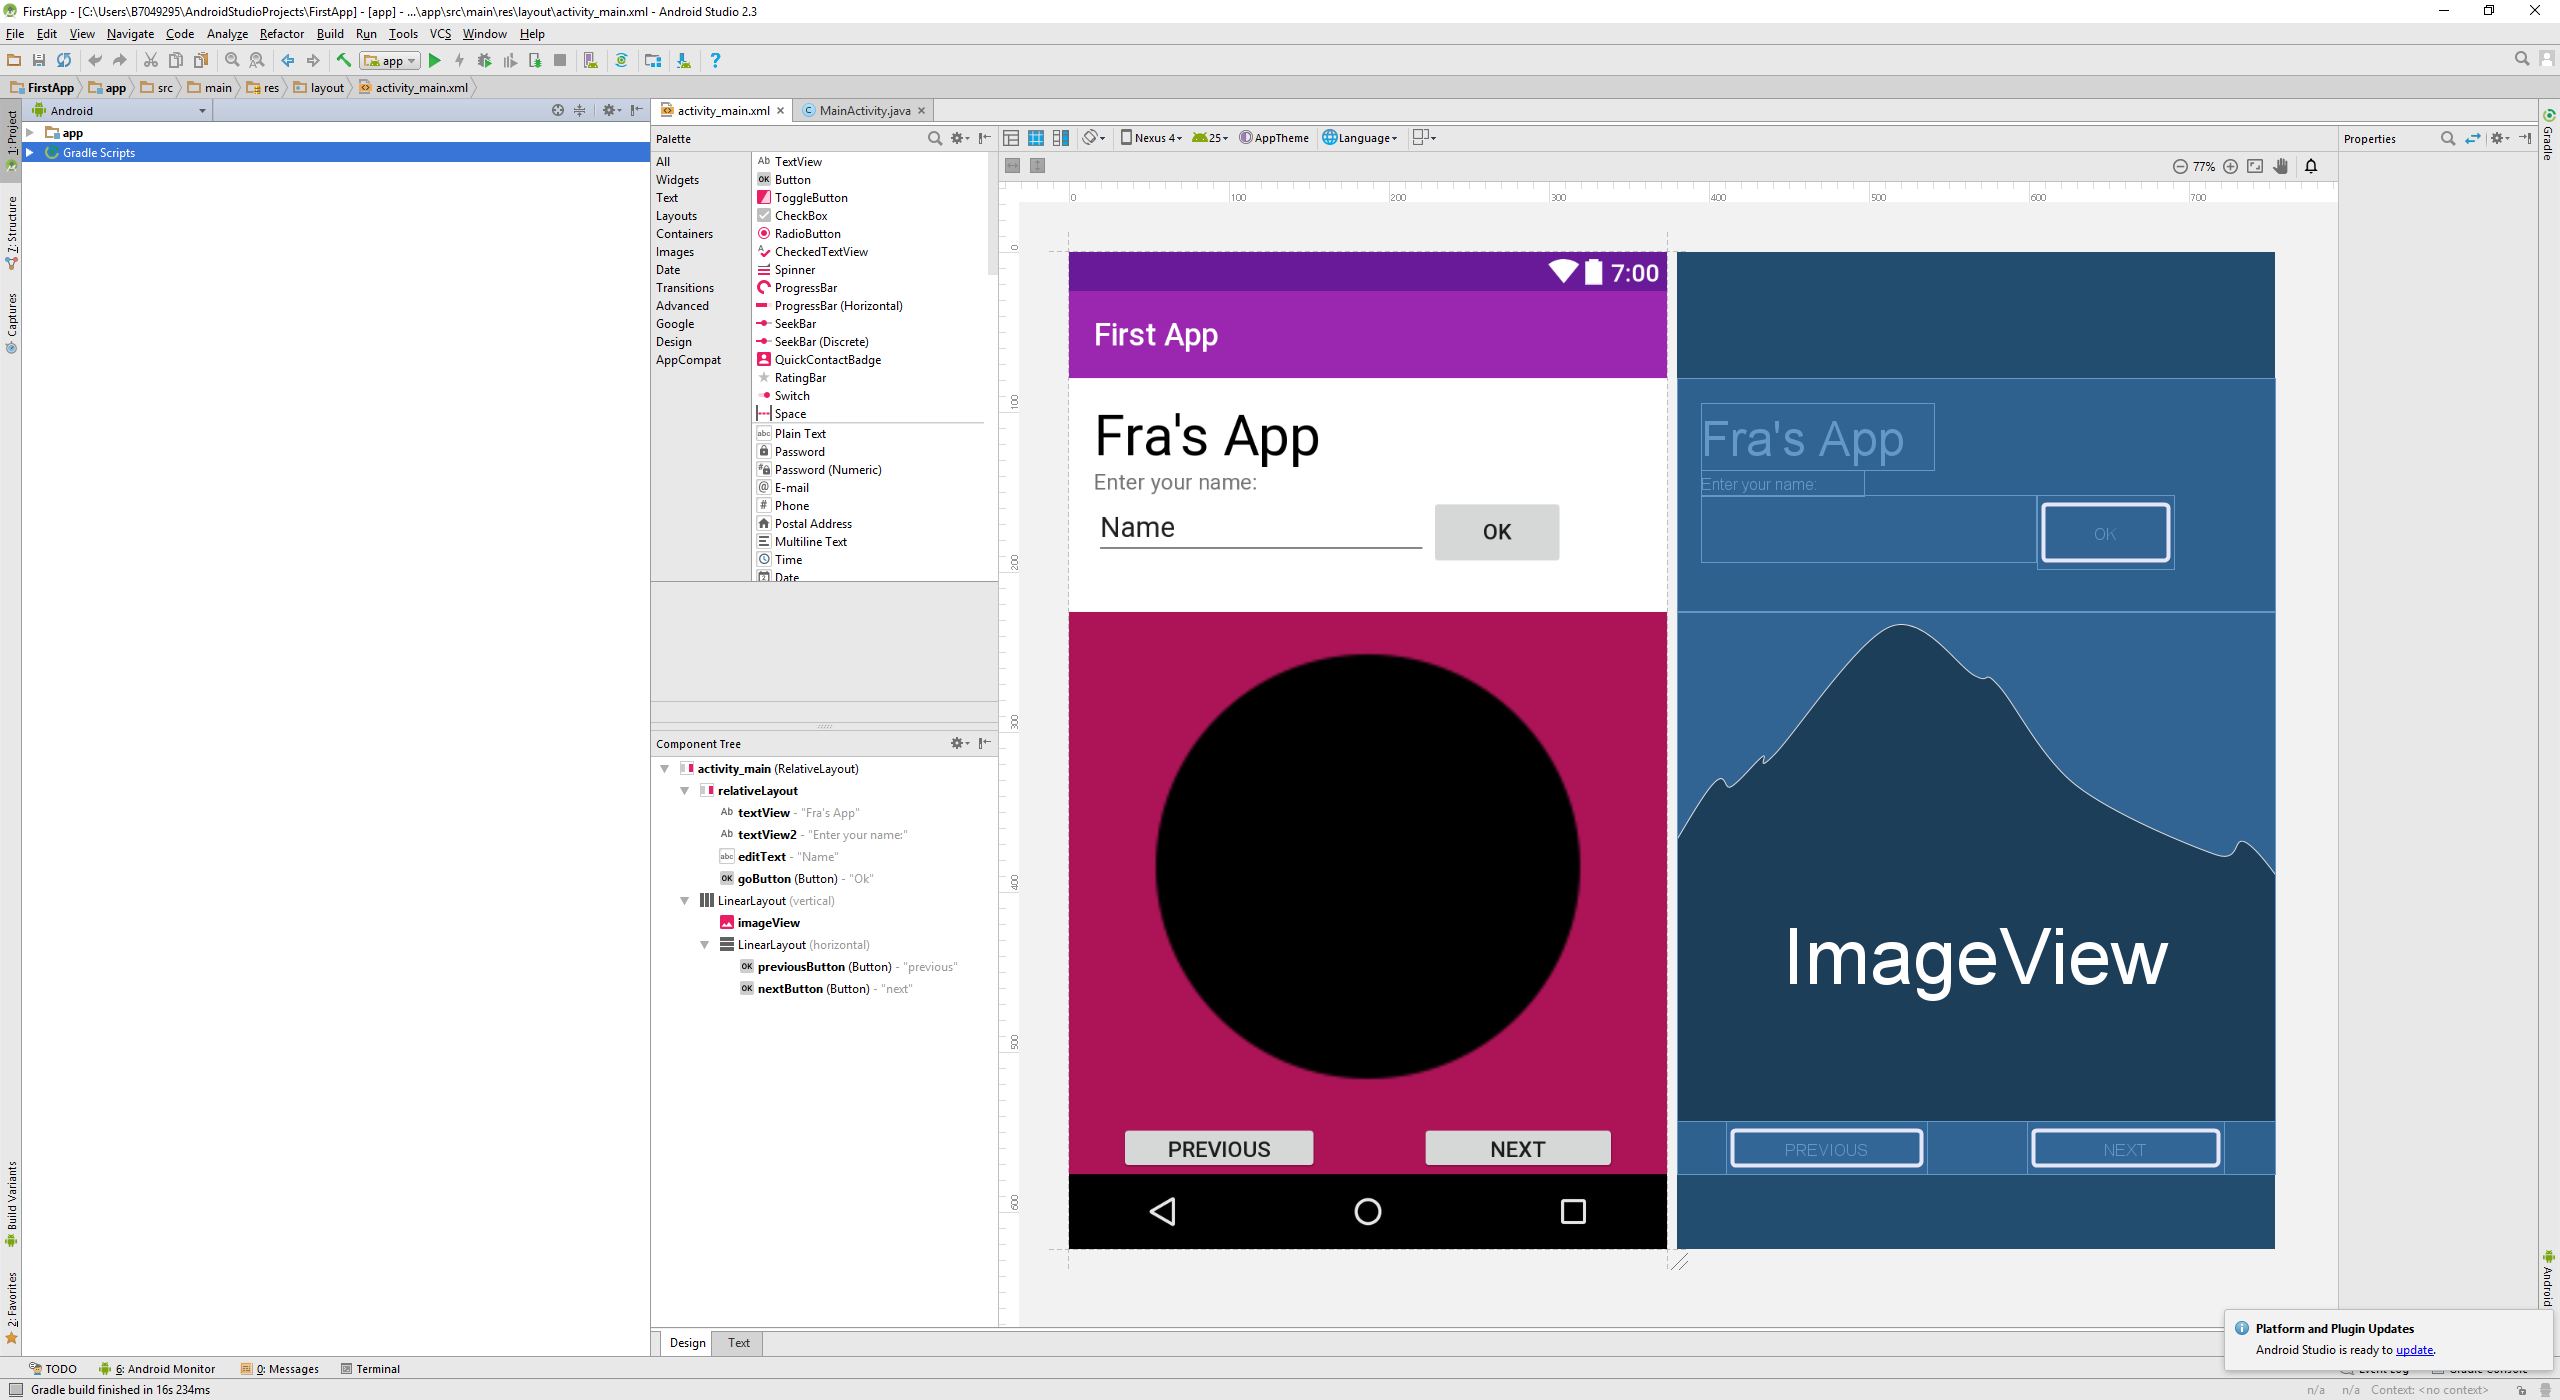 FirstApp - [C:\Users\B7049295\AndroidStudioProjects\FirstApp] - [app] - ...\app\src\main\res\layout\activity_main.xml - Android Studio 2.3
File Edit View Navigate Code Analyze Refactor Build Run Tools VCS Window Help
app
FirstApp app src main res layout activity_main.xml
1: Project
7: Structure
Captures
Build Variants
2: Favorites
Android
app
Gradle Scripts
activity_main.xml
MainActivity.java
Palette
All
Widgets
Text
Layouts
Containers
Images
Date
Transitions
Advanced
Google
Design
AppCompat
Ab TextView
OK Button
ToggleButton
CheckBox
RadioButton
CheckedTextView
Spinner
ProgressBar
ProgressBar (Horizontal)
SeekBar
SeekBar (Discrete)
QuickContactBadge
RatingBar
Switch
Space
abc Plain Text
Password
Password (Numeric)
@ E-mail
# Phone
Postal Address
Multiline Text
Time
Date
Component Tree
activity_main (RelativeLayout)
relativeLayout
Ab textView - "Fra's App"
Ab textView2 - "Enter your name:"
abc editText - "Name"
OK goButton (Button) - "Ok"
LinearLayout (vertical)
imageView
LinearLayout (horizontal)
OK previousButton (Button) - "previous"
OK nextButton (Button) - "next"
Nexus 4 25 AppTheme Language
77%
0 100 200 300 400 500 600 700
0
100
200
300
400
500
600
7:00
First App
Fra's App
Enter your name:
Name
OK
PREVIOUS
NEXT
Fra's App
Enter your name:
OK
ImageView
PREVIOUS
NEXT
Properties
Gradle
Android
Design Text
Platform and Plugin Updates
Android Studio is ready to update.
TODO 6: Android Monitor 0: Messages Terminal
Gradle build finished in 16s 234ms
n/a n/a Context: <no context>